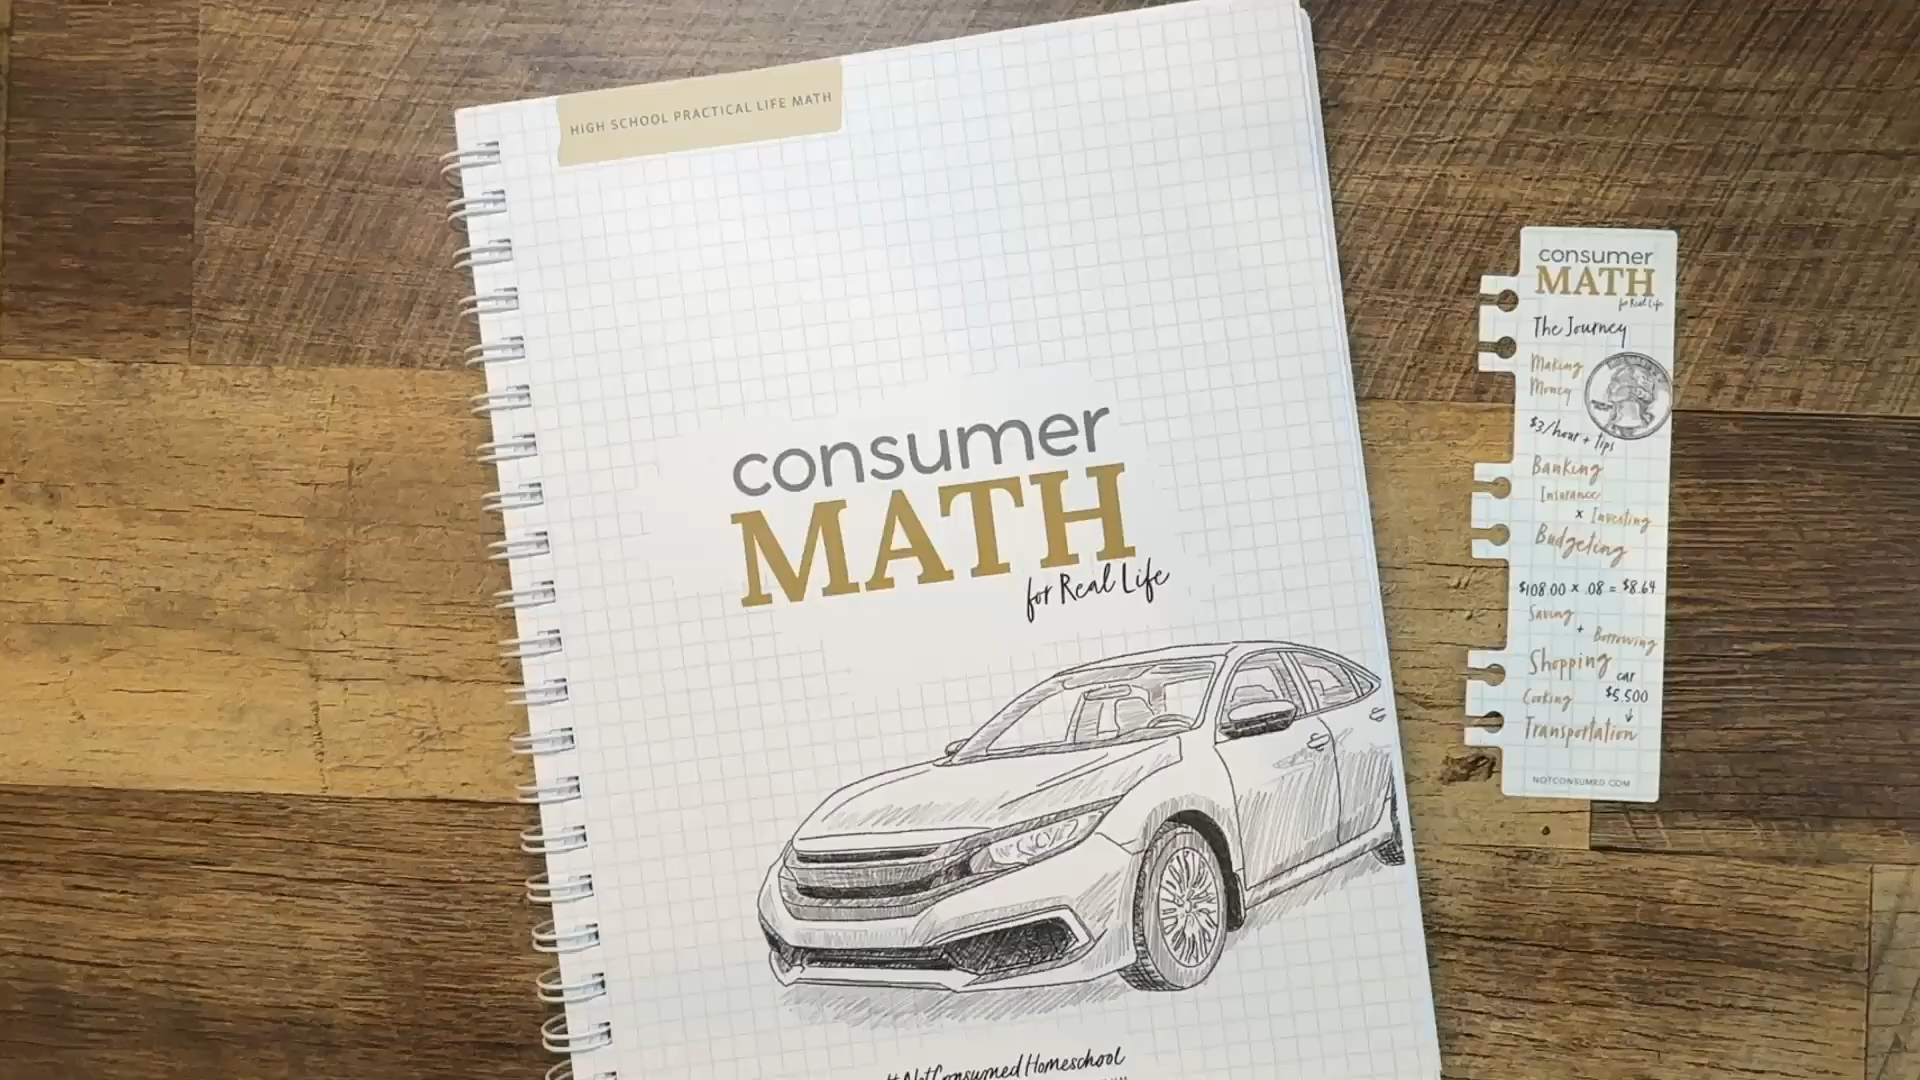 HIGH SCHOOL PRACTICAL LIFE MATH
consumer
MATH
for Real Life
#NotConsumedHomeschool
consumer
MATH
for Real Life
The Journey
Making
Money
$3/hour + tips
Banking
Insurance
x Investing
Budgeting
$108.00 x .08 = $8.64
Saving
+ Borrowing
Shopping
car
Cooking $5,500
↓
Transportation
NOTCONSUMED.COM